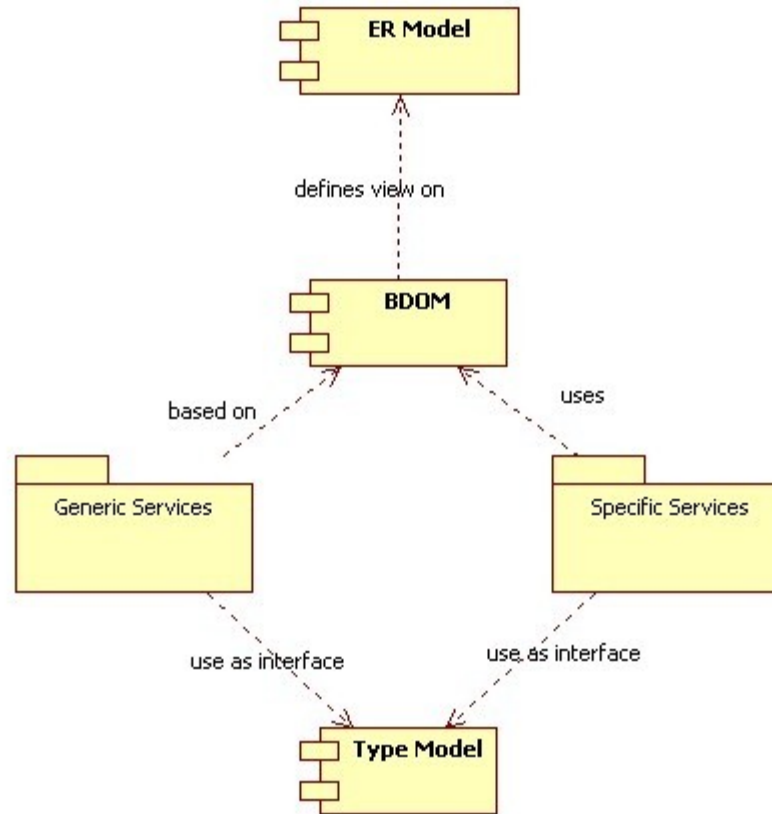 ER Model
defines view on
BDOM
based on
uses
Generic Services
Specific Services
use as interface
use as interface
Type Model